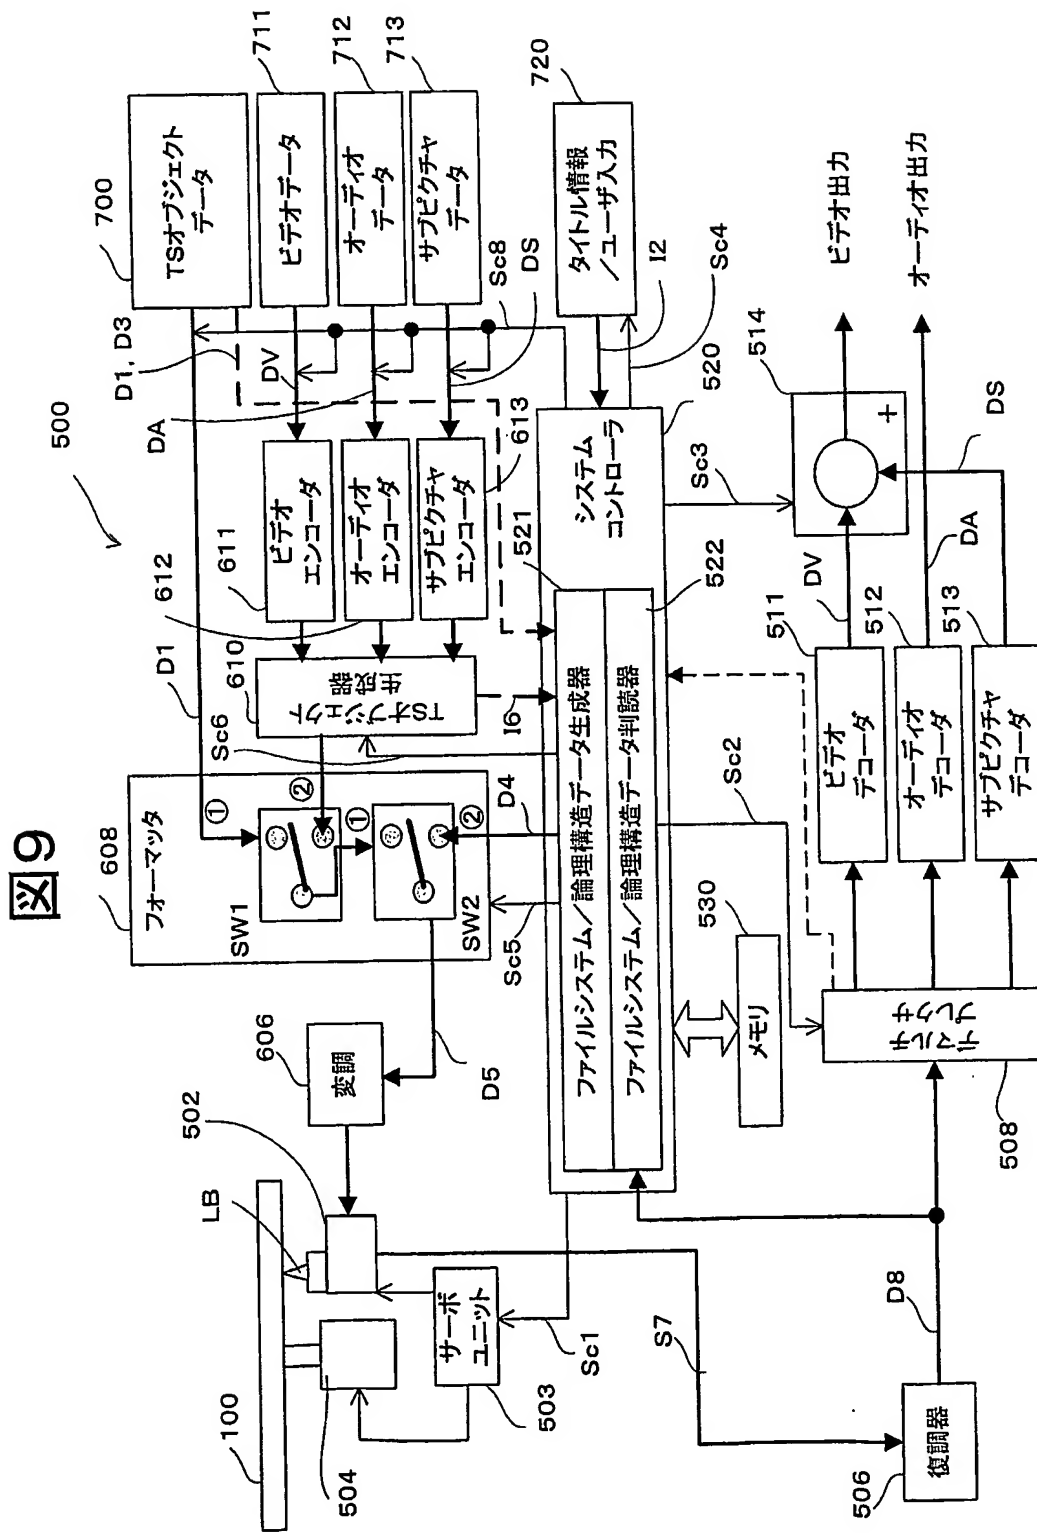 図9
500
608
フォーマッタ
SW1
①
②
SW2
①
②
D1
D1, D3
700
TSオブジェクト
データ
711
ビデオデータ
712
オーディオ
データ
713
サブピクチャ
データ
DV
DA
DS
Sc8
611
ビデオ
エンコーダ
612
オーディオ
エンコーダ
613
サブピクチャ
エンコーダ
610
TSオブジェクト
生成器
Sc6
I6
D4
Sc5
D5
606
変調
502
LB
100
504
サーボ
ユニット
503
Sc1
S7
506
復調器
D8
720
タイトル情報
/ユーザ入力
I2
Sc4
520
システム
コントローラ
521
ファイルシステム/論理構造データ生成器
522
ファイルシステム/論理構造データ判読器
530
メモリ
Sc2
Sc3
508
デマルチ
プレクサ
511
ビデオ
デコーダ
512
オーディオ
デコーダ
513
サブピクチャ
デコーダ
DV
DA
DS
514
+
ビデオ出力
オーディオ出力